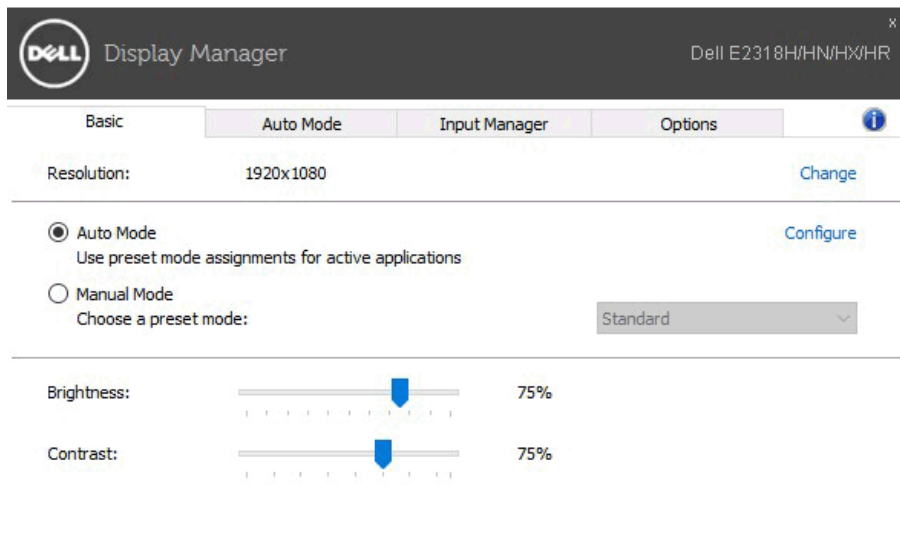 x
DELL Display Manager Dell E2318H/HN/HX/HR
Basic Auto Mode Input Manager Options i
Resolution: 1920x1080 Change
Auto Mode Configure
Use preset mode assignments for active applications
Manual Mode
Choose a preset mode: Standard
Brightness: 75%
Contrast: 75%